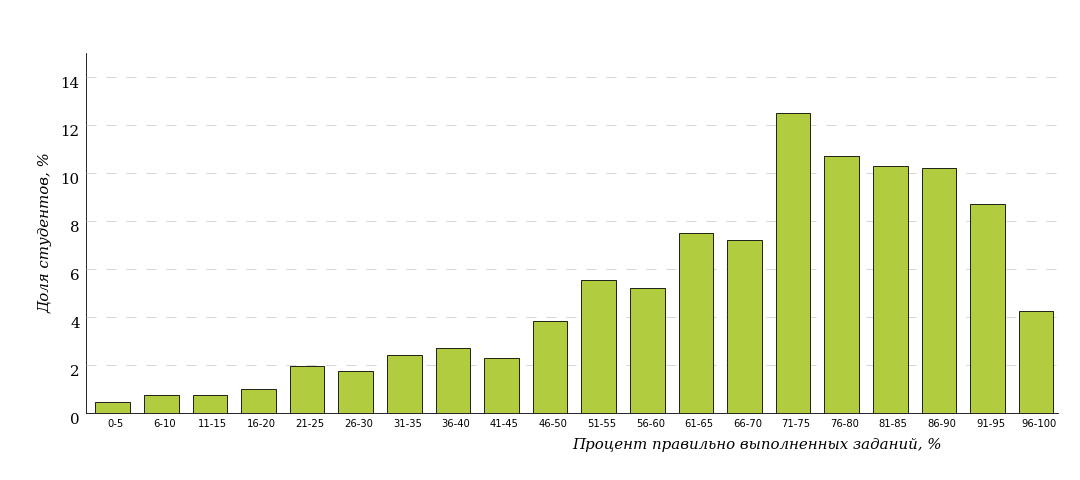 14
12
10
8
6
4
2
0
Доля студентов, %
0-5 6-10 11-15 16-20 21-25 26-30 31-35 36-40 41-45 46-50 51-55 56-60 61-65 66-70 71-75 76-80 81-85 86-90 91-95 96-100
Процент правильно выполненных заданий, %